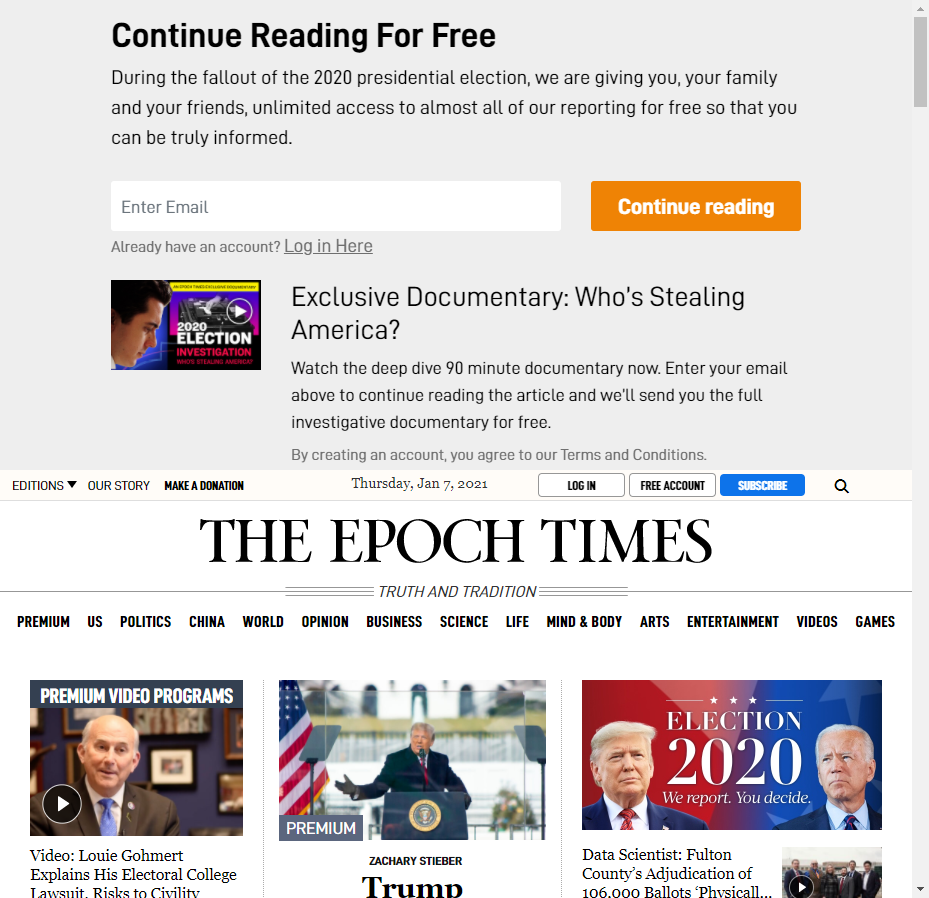 Continue Reading For Free
During the fallout of the 2020 presidential election, we are giving you, your family
and your friends, unlimited access to almost all of our reporting for free so that you
can be truly informed.
Enter Email
Continue reading
Already have an account? Log in Here
AN EPOCH TIMES EXCLUSIVE DOCUMENTARY
2020
ELECTION
INVESTIGATION
WHO'S STEALING AMERICA?
Exclusive Documentary: Who’s Stealing
America?
Watch the deep dive 90 minute documentary now. Enter your email
above to continue reading the article and we’ll send you the full
investigative documentary for free.
By creating an account, you agree to our Terms and Conditions.
EDITIONS OUR STORY MAKE A DONATION Thursday, Jan 7, 2021 LOG IN FREE ACCOUNT SUBSCRIBE
THE EPOCH TIMES
TRUTH AND TRADITION
PREMIUM US POLITICS CHINA WORLD OPINION BUSINESS SCIENCE LIFE MIND & BODY ARTS ENTERTAINMENT VIDEOS GAMES
PREMIUM VIDEO PROGRAMS
Video: Louie Gohmert
Explains His Electoral College
Lawsuit, Risks to Civility
PREMIUM
ZACHARY STIEBER
Trump
ELECTION
2020
We report. You decide.
Data Scientist: Fulton
County’s Adjudication of
106,000 Ballots ‘Physicall...